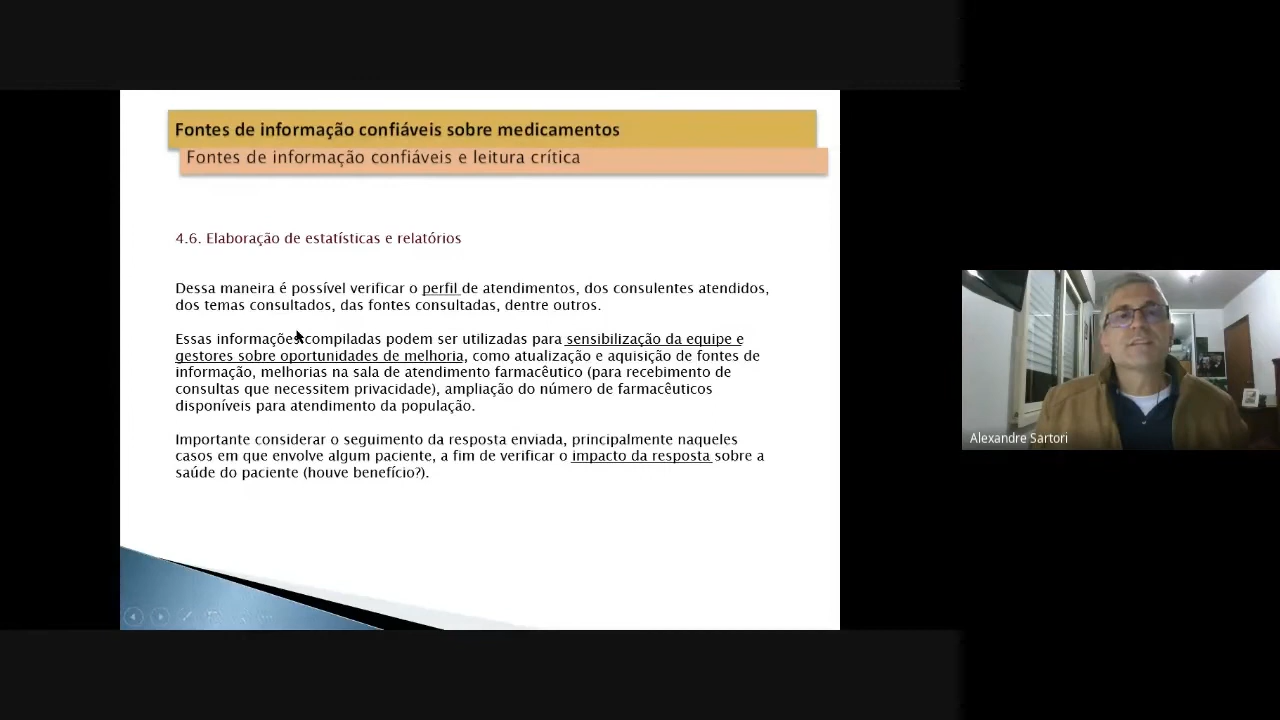 Fontes de informação confiáveis sobre medicamentos
Fontes de informação confiáveis e leitura crítica
4.6. Elaboração de estatísticas e relatórios
Dessa maneira é possível verificar o perfil de atendimentos, dos consulentes atendidos,
dos temas consultados, das fontes consultadas, dentre outros.
Essas informações compiladas podem ser utilizadas para sensibilização da equipe e
gestores sobre oportunidades de melhoria, como atualização e aquisição de fontes de
informação, melhorias na sala de atendimento farmacêutico (para recebimento de
consultas que necessitem privacidade), ampliação do número de farmacêuticos
disponíveis para atendimento da população.
Importante considerar o seguimento da resposta enviada, principalmente naqueles
casos em que envolve algum paciente, a fim de verificar o impacto da resposta sobre a
saúde do paciente (houve benefício?).
Alexandre Sartori